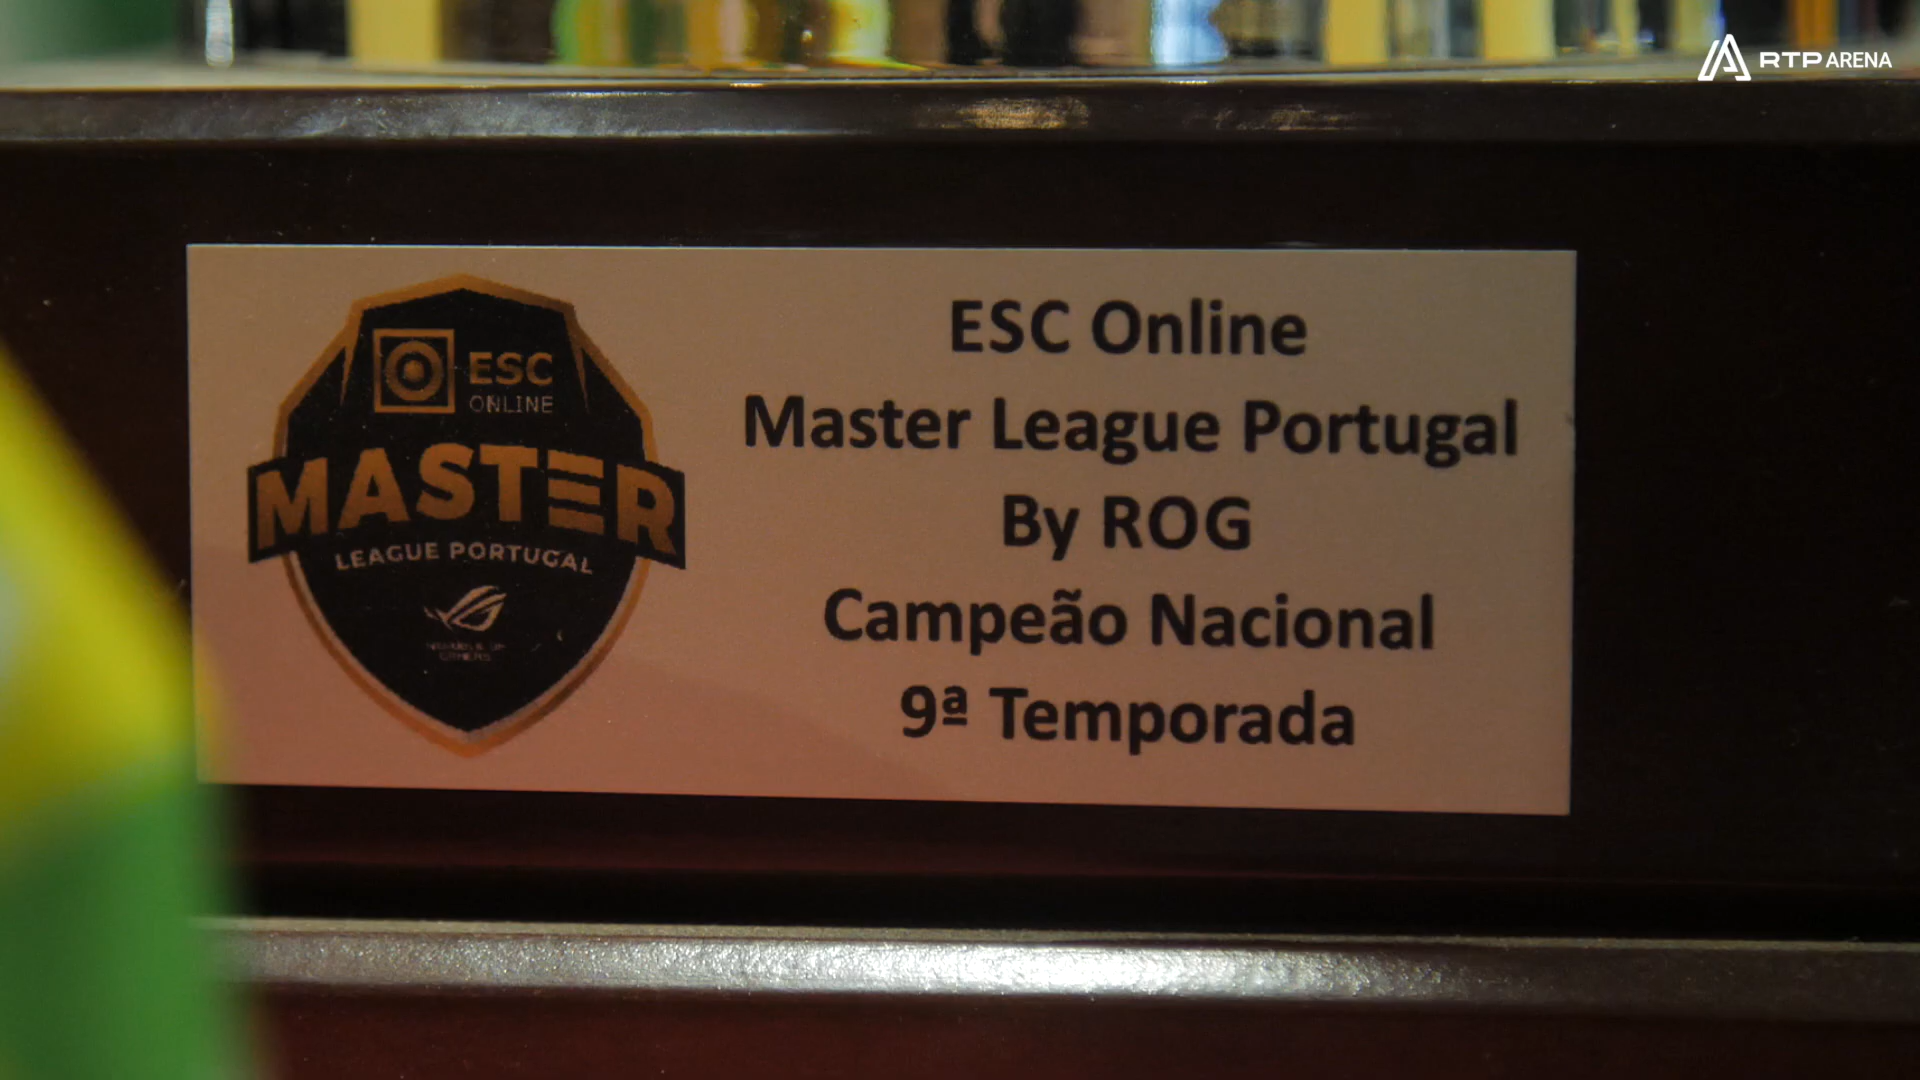 RTP ARENA
ESC
ONLINE
MASTER
LEAGUE PORTUGAL
ESC Online
Master League Portugal
By ROG
Campeão Nacional
9ª Temporada